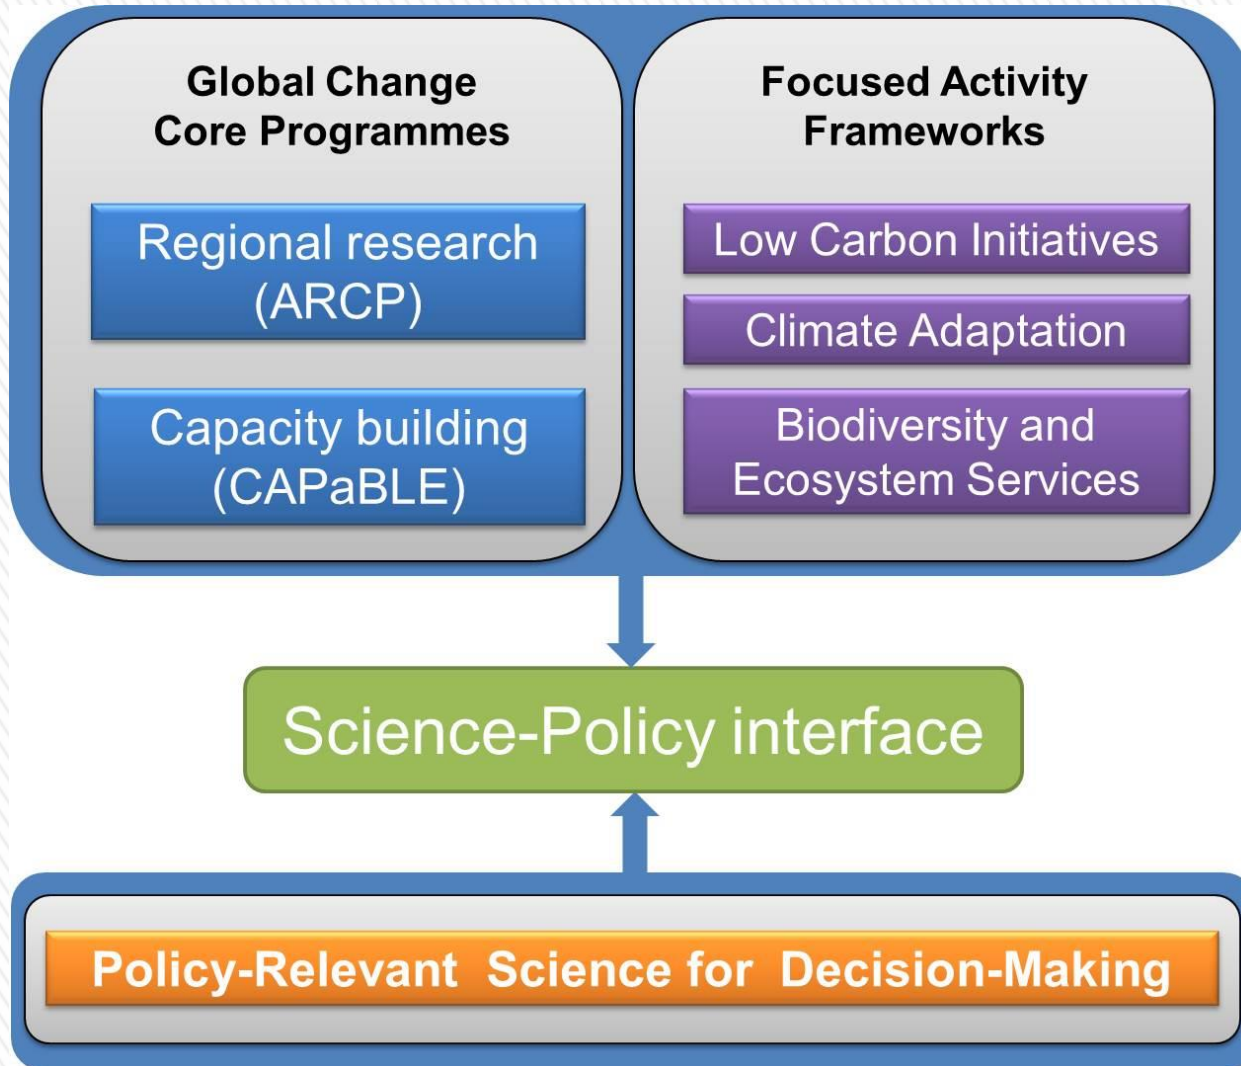 Global Change
Core Programmes
Regional research
(ARCP)
Capacity building
(CAPaBLE)
Focused Activity
Frameworks
Low Carbon Initiatives
Climate Adaptation
Biodiversity and
Ecosystem Services
Science-Policy interface
Policy-Relevant Science for Decision-Making